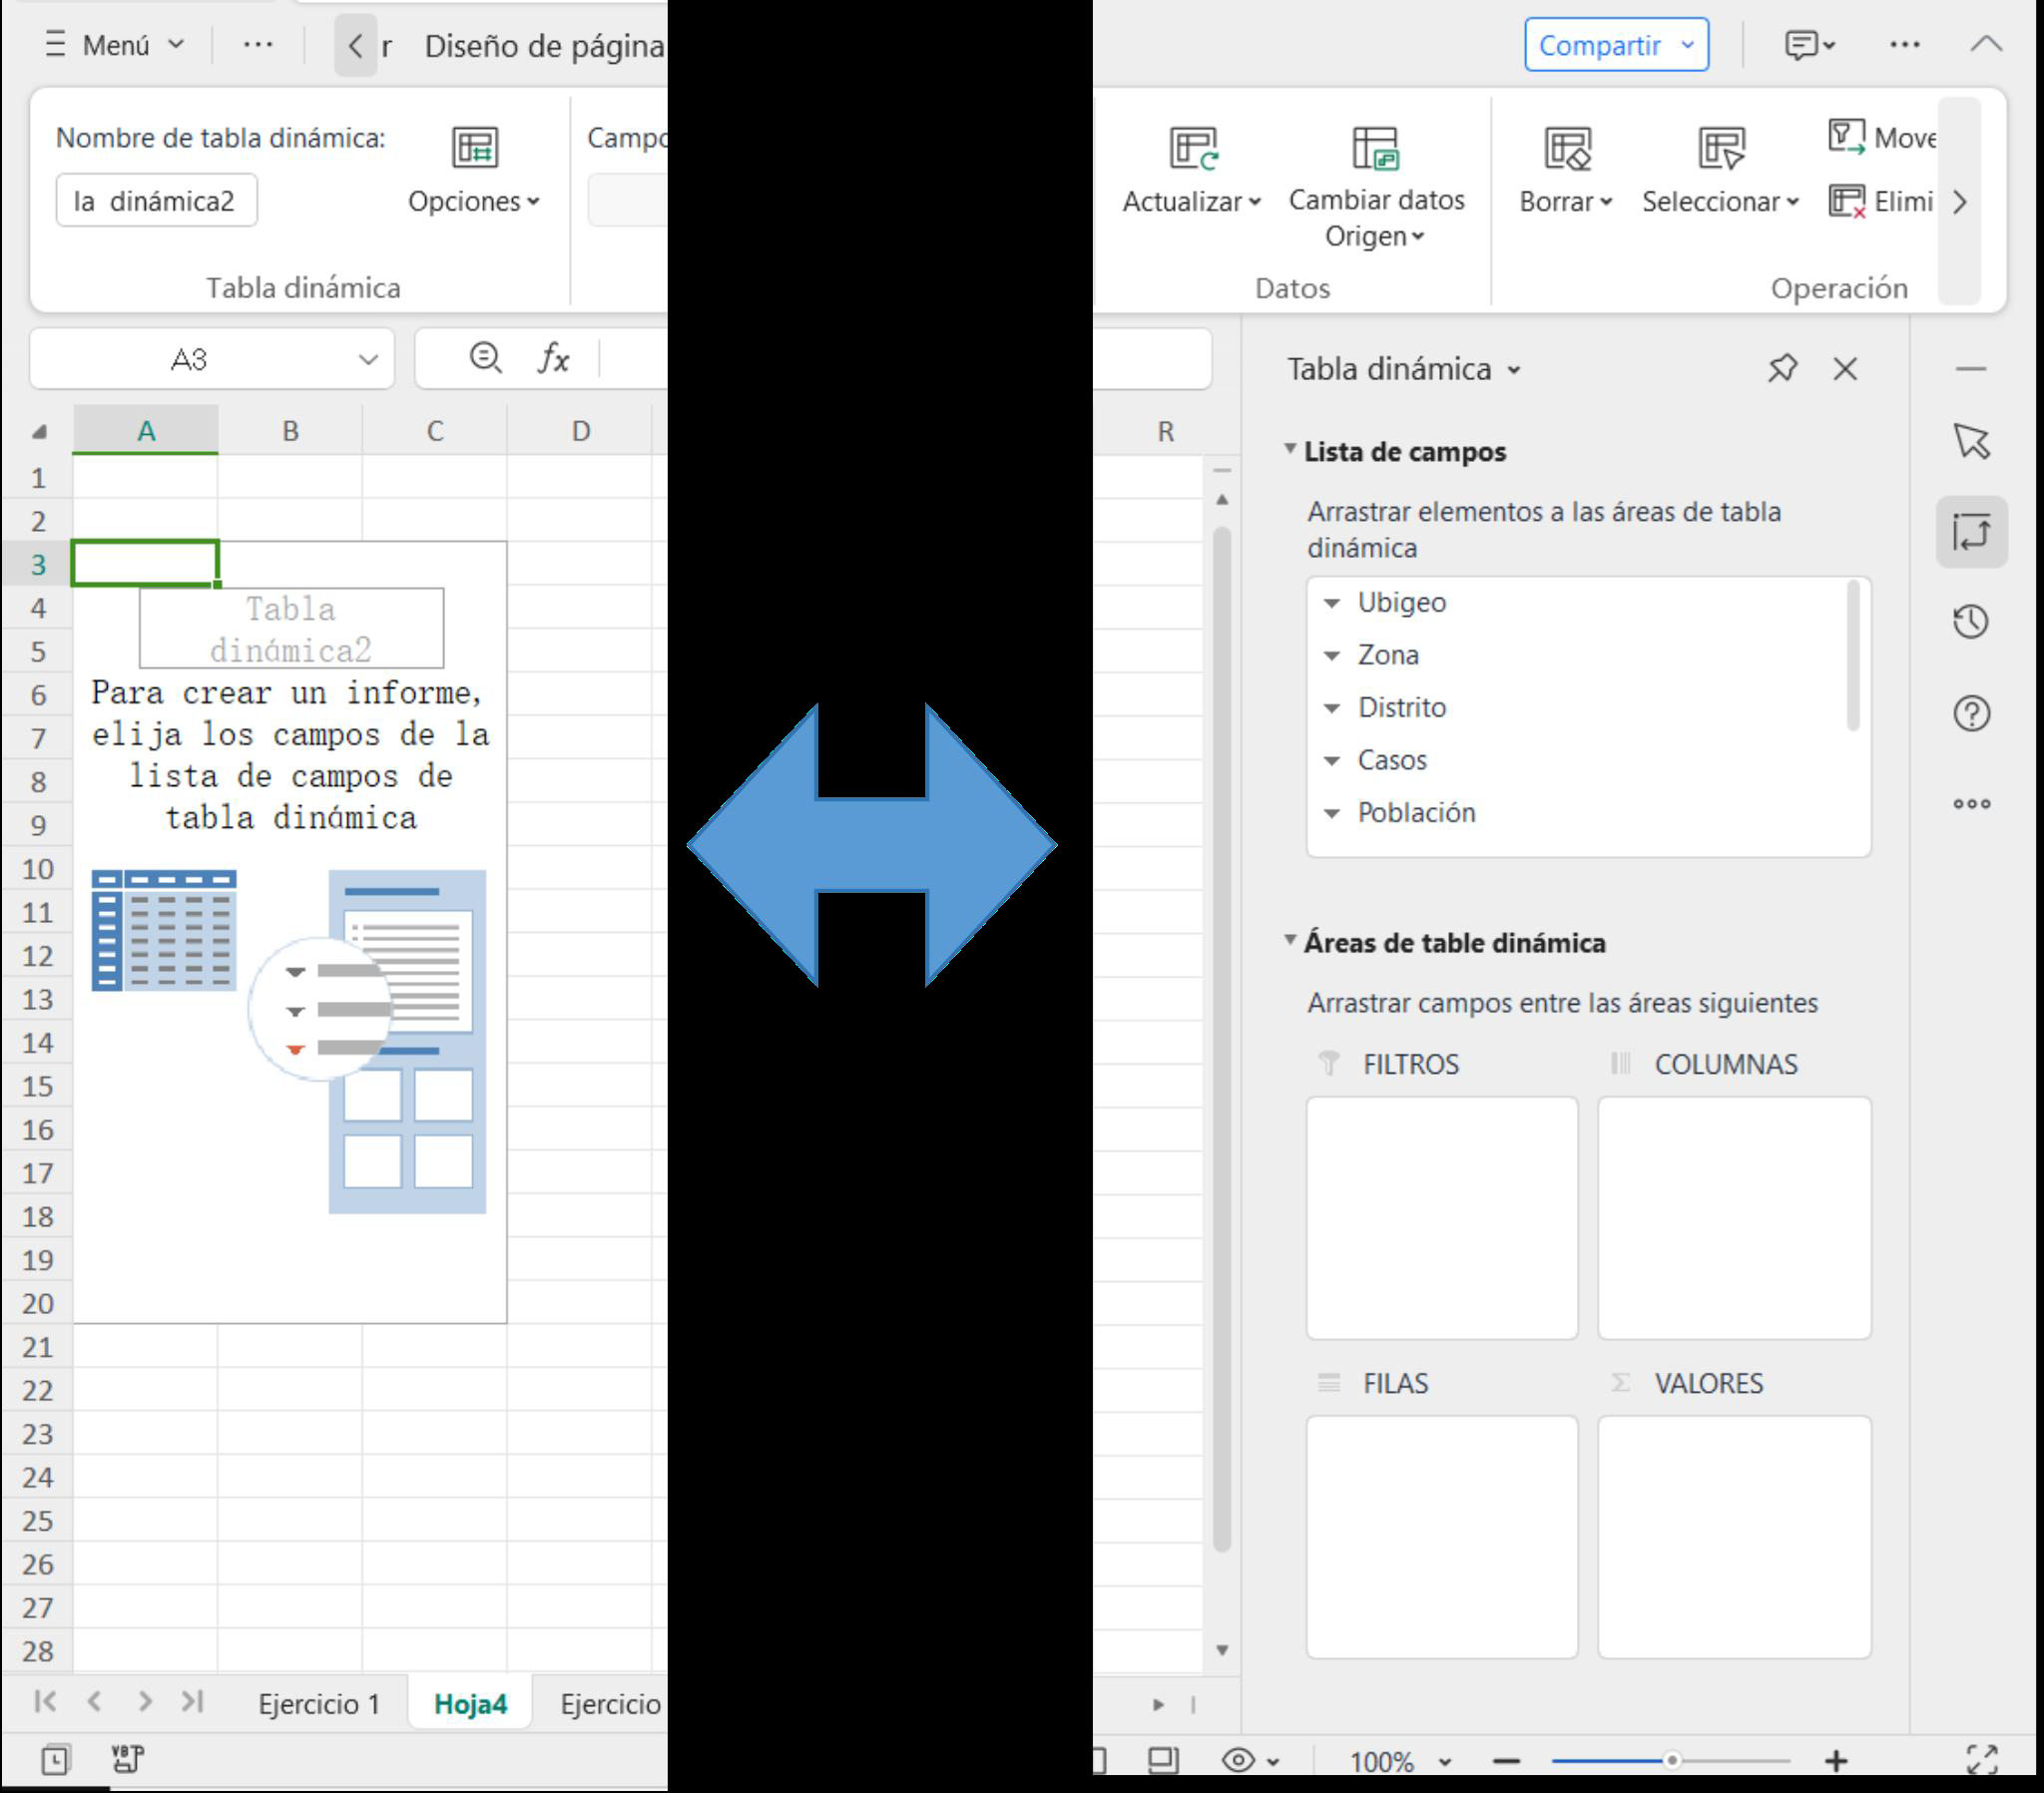 Menú
r Diseño de página
Compartir
Nombre de tabla dinámica:
la dinámica2
Opciones
Tabla dinámica
Campo
Actualizar
Cambiar datos
Origen
Datos
Borrar
Seleccionar
Move
Elimi
Operación
A3
fx
A B C D R
1
2
3
4
5
6
7
8
9
10
11
12
13
14
15
16
17
18
19
20
21
22
23
24
25
26
27
28
Tabla
dinámica2
Para crear un informe,
elija los campos de la
lista de campos de
tabla dinámica
Tabla dinámica
Lista de campos
Arrastrar elementos a las áreas de tabla
dinámica
Ubigeo
Zona
Distrito
Casos
Población
Áreas de table dinámica
Arrastrar campos entre las áreas siguientes
FILTROS
COLUMNAS
FILAS
Σ VALORES
Ejercicio 1
Hoja4
Ejercicio
100%